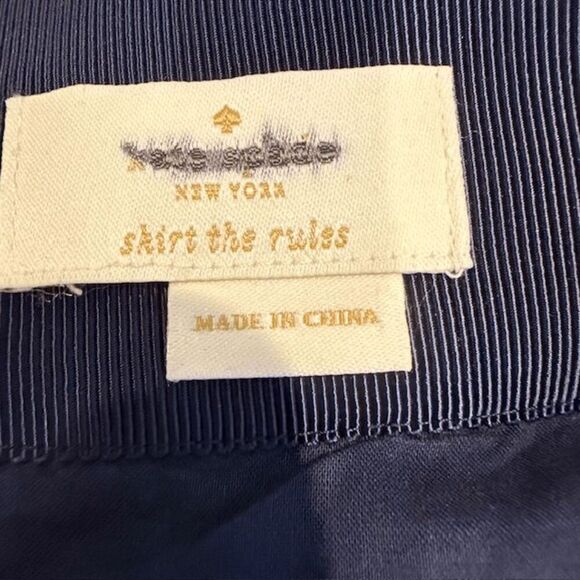 kate spade
NEW YORK
skirt the rules
MADE IN CHINA